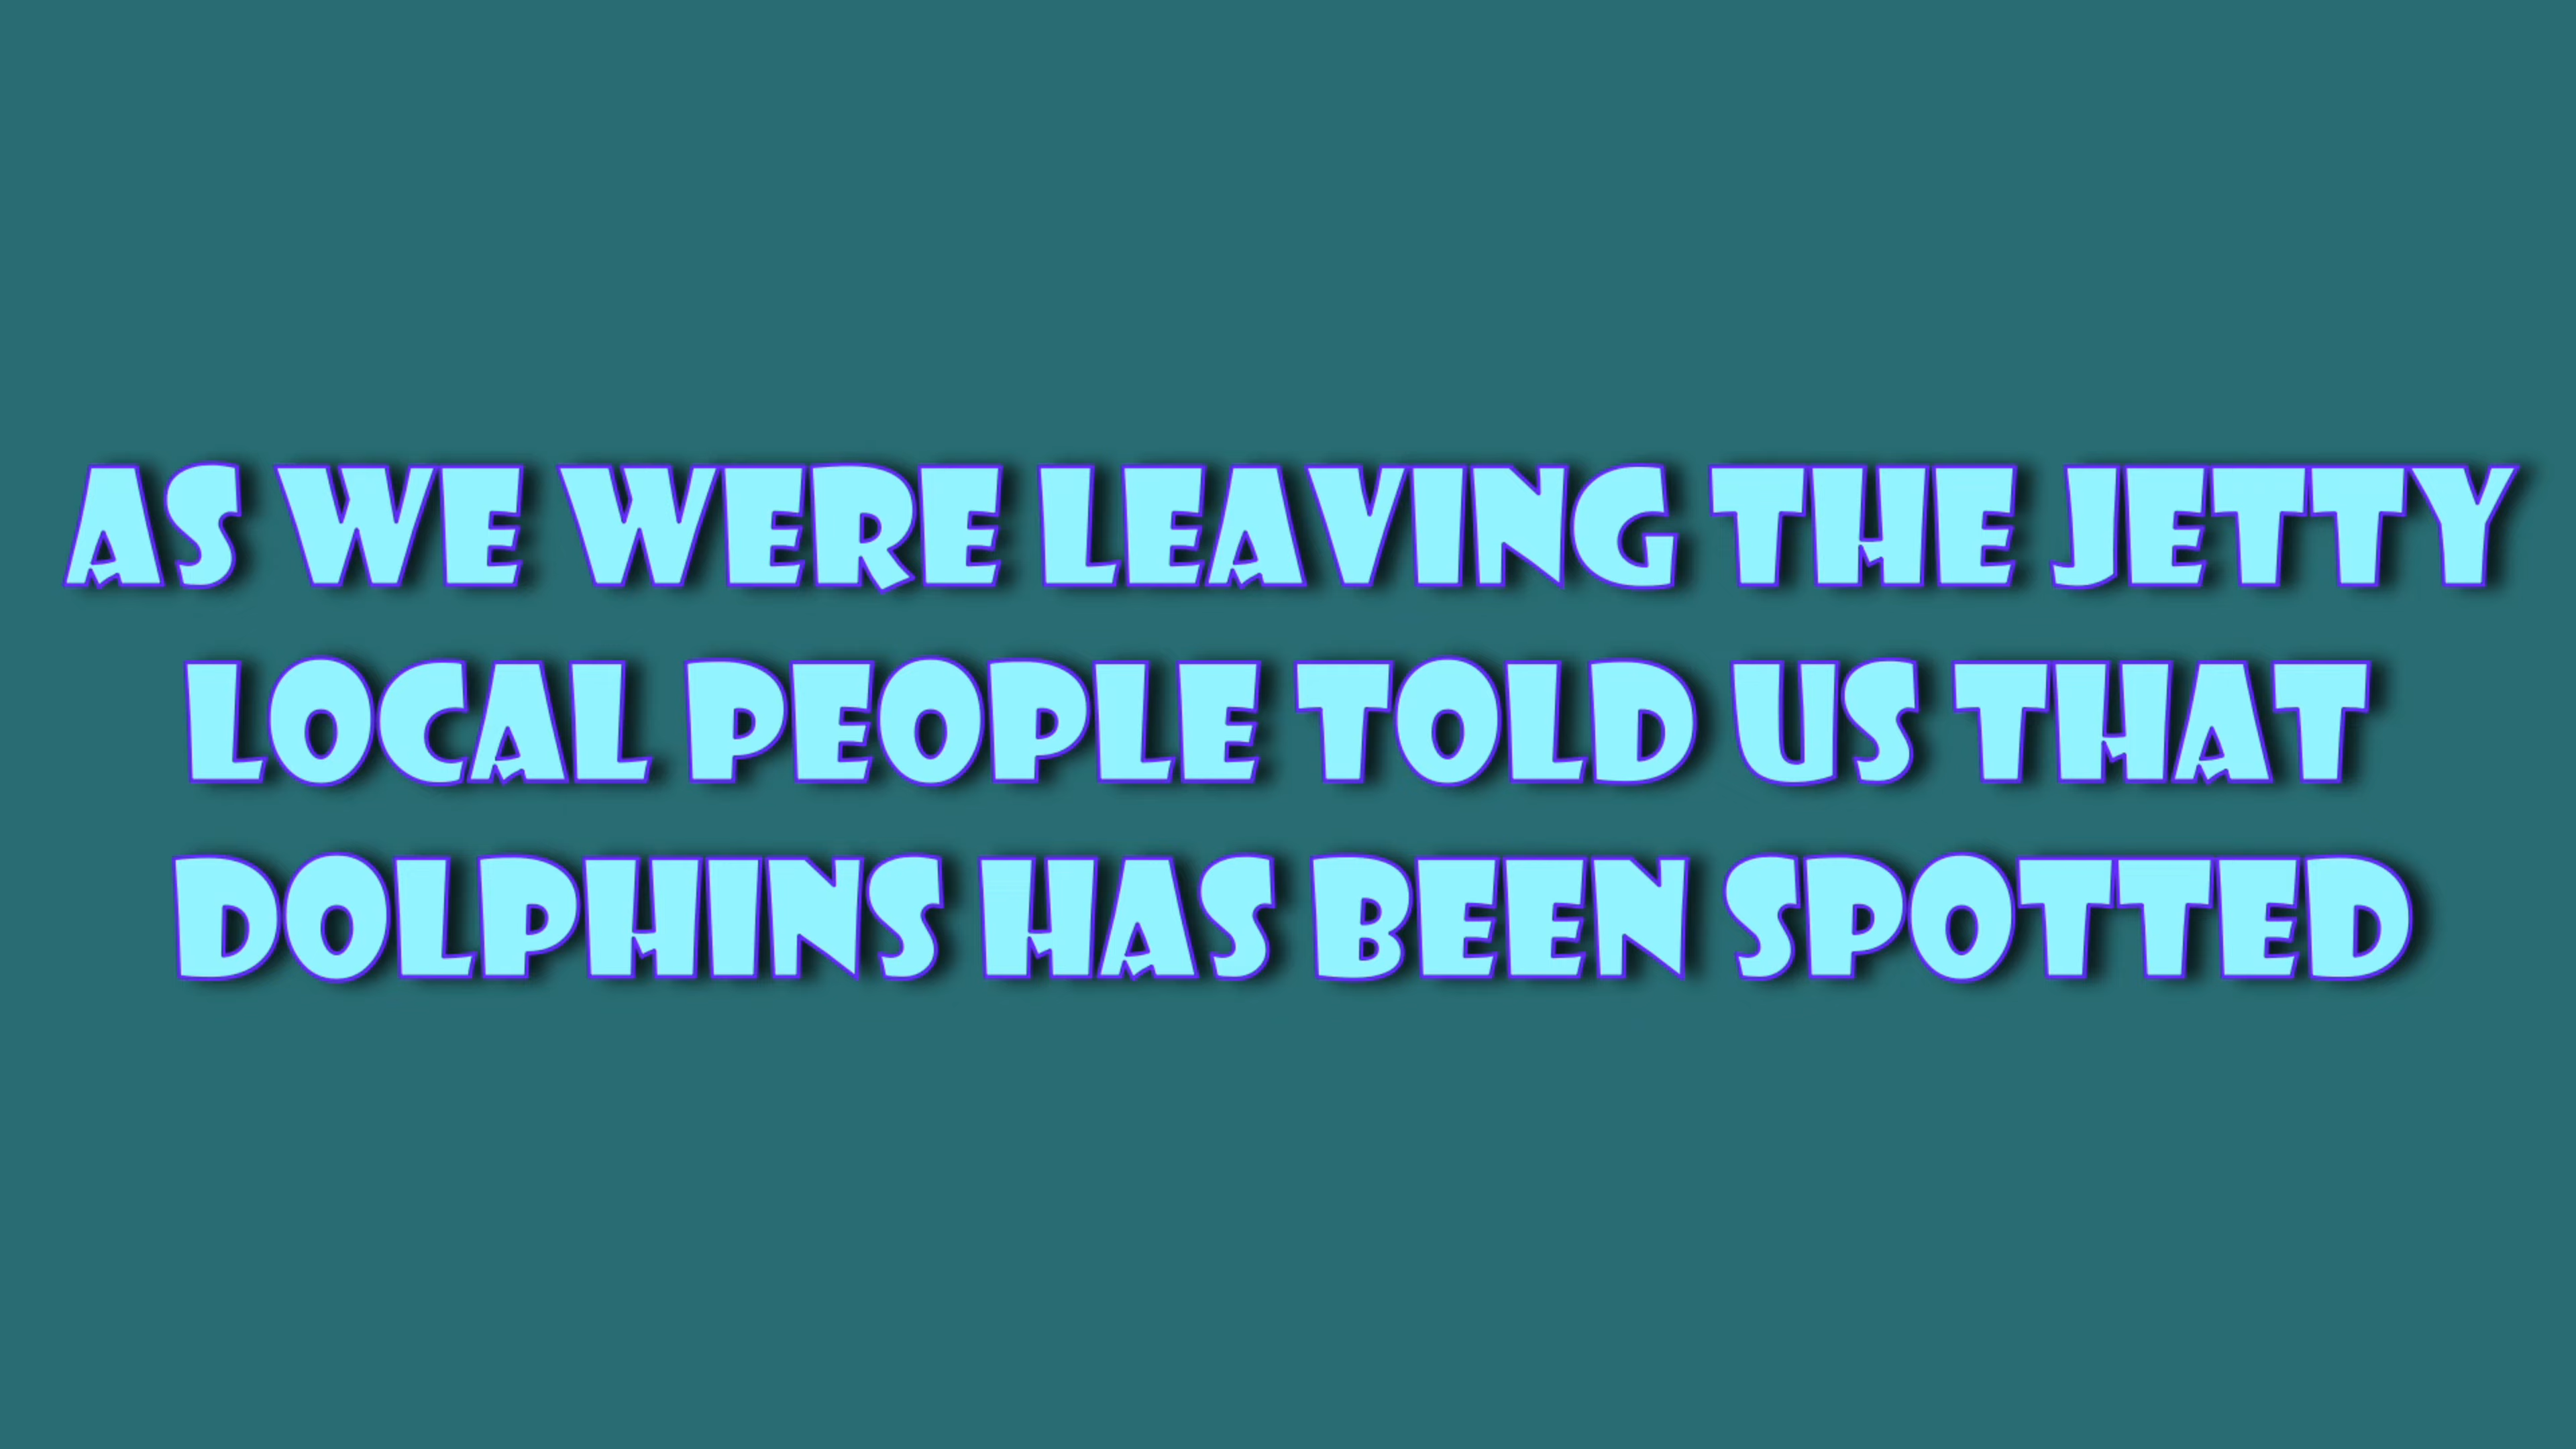 AS WE WERE LEAVING THE JETTY
LOCAL PEOPLE TOLD US THAT
DOLPHINS HAS BEEN SPOTTED